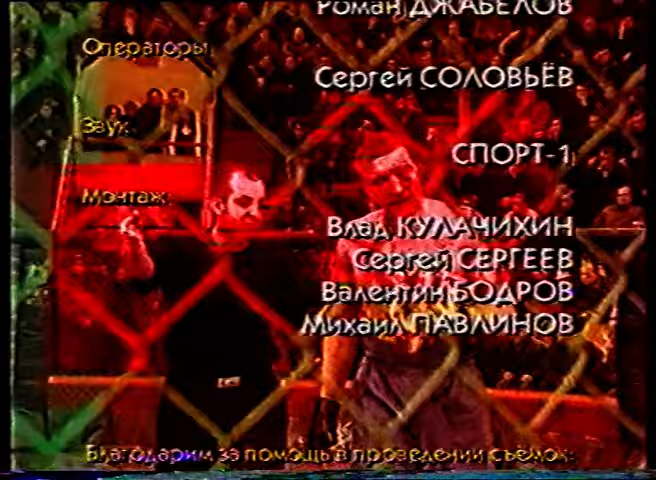 Роман ДЖАБЕЛОВ
Операторы
Сергей СОЛОВЬЁВ
Звук
СПОРТ-1
Монтаж
Влад КУЛАЧИХИН
Сергей СЕРГЕЕВ
Валентин БОДРОВ
Михаил ПАВЛИНОВ
Благодарим за помощь в проведении съёмок: